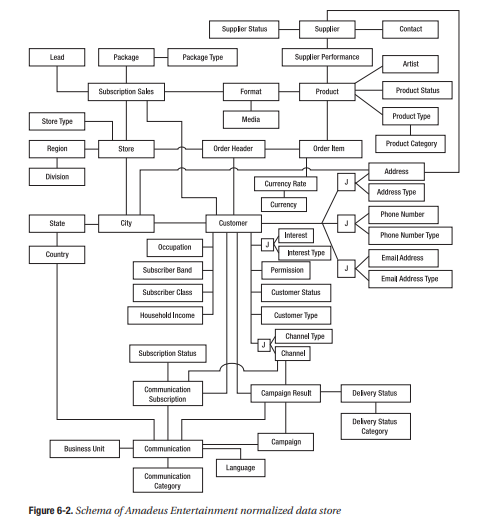 Supplier Status
Supplier
Contact
Lead
Package
Package Type
Supplier Performance
Artist
Subscription Sales
Format
Product
Product Status
Media
Product Type
Store Type
Product Category
Region
Store
Order Header
Order Item
Division
Address
Currency Rate
J
Address Type
Currency
State
City
Customer
J
Phone Number
Phone Number Type
Country
Occupation
J
Interest
Interest Type
Email Address
J
Email Address Type
Subscriber Band
Permission
Subscriber Class
Customer Status
Household Income
Customer Type
Channel Type
J
Channel
Subscription Status
Communication
Subscription
Campaign Result
Delivery Status
Delivery Status
Category
Campaign
Business Unit
Communication
Language
Communication
Category
Figure 6-2. Schema of Amadeus Entertainment normalized data store